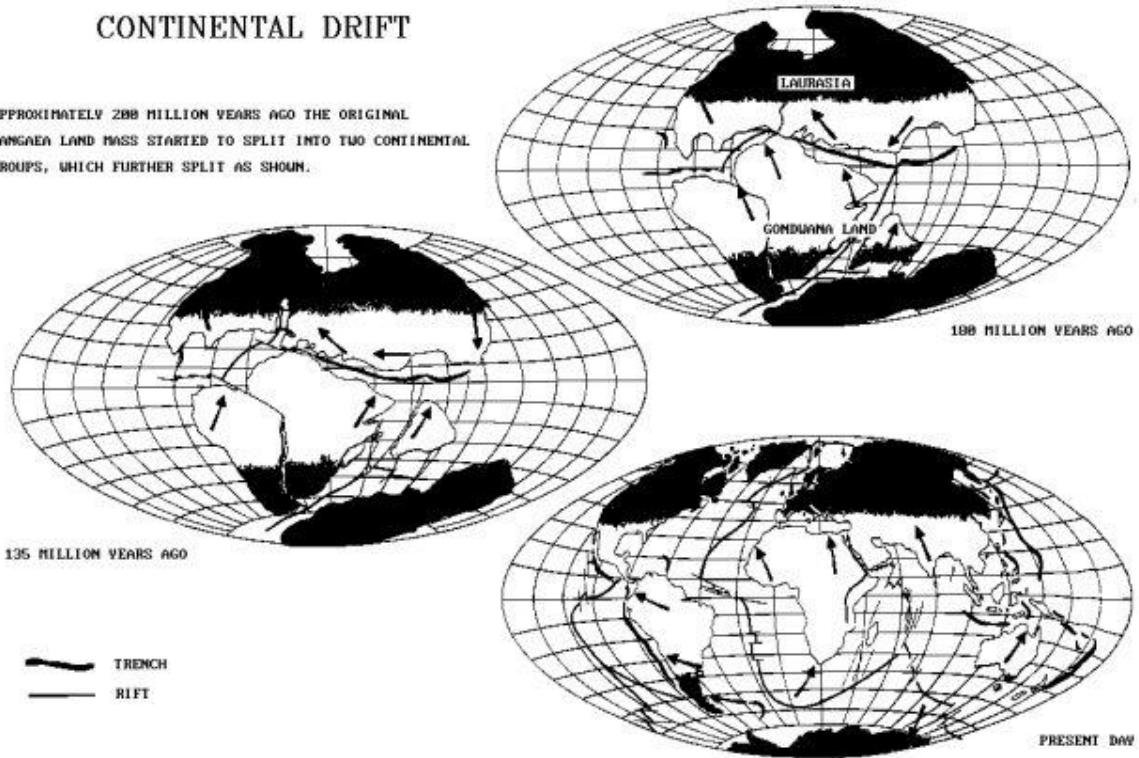 CONTINENTAL DRIFT
PPROXIMATELY 200 MILLION YEARS AGO THE ORIGINAL
ANGAEA LAND MASS STARTED TO SPLIT INTO TWO CONTINENTAL
ROUPS, WHICH FURTHER SPLIT AS SHOWN.
LAURASIA
GONDWANA LAND
180 MILLION YEARS AGO
135 MILLION YEARS AGO
TRENCH
RIFT
PRESENT DAY